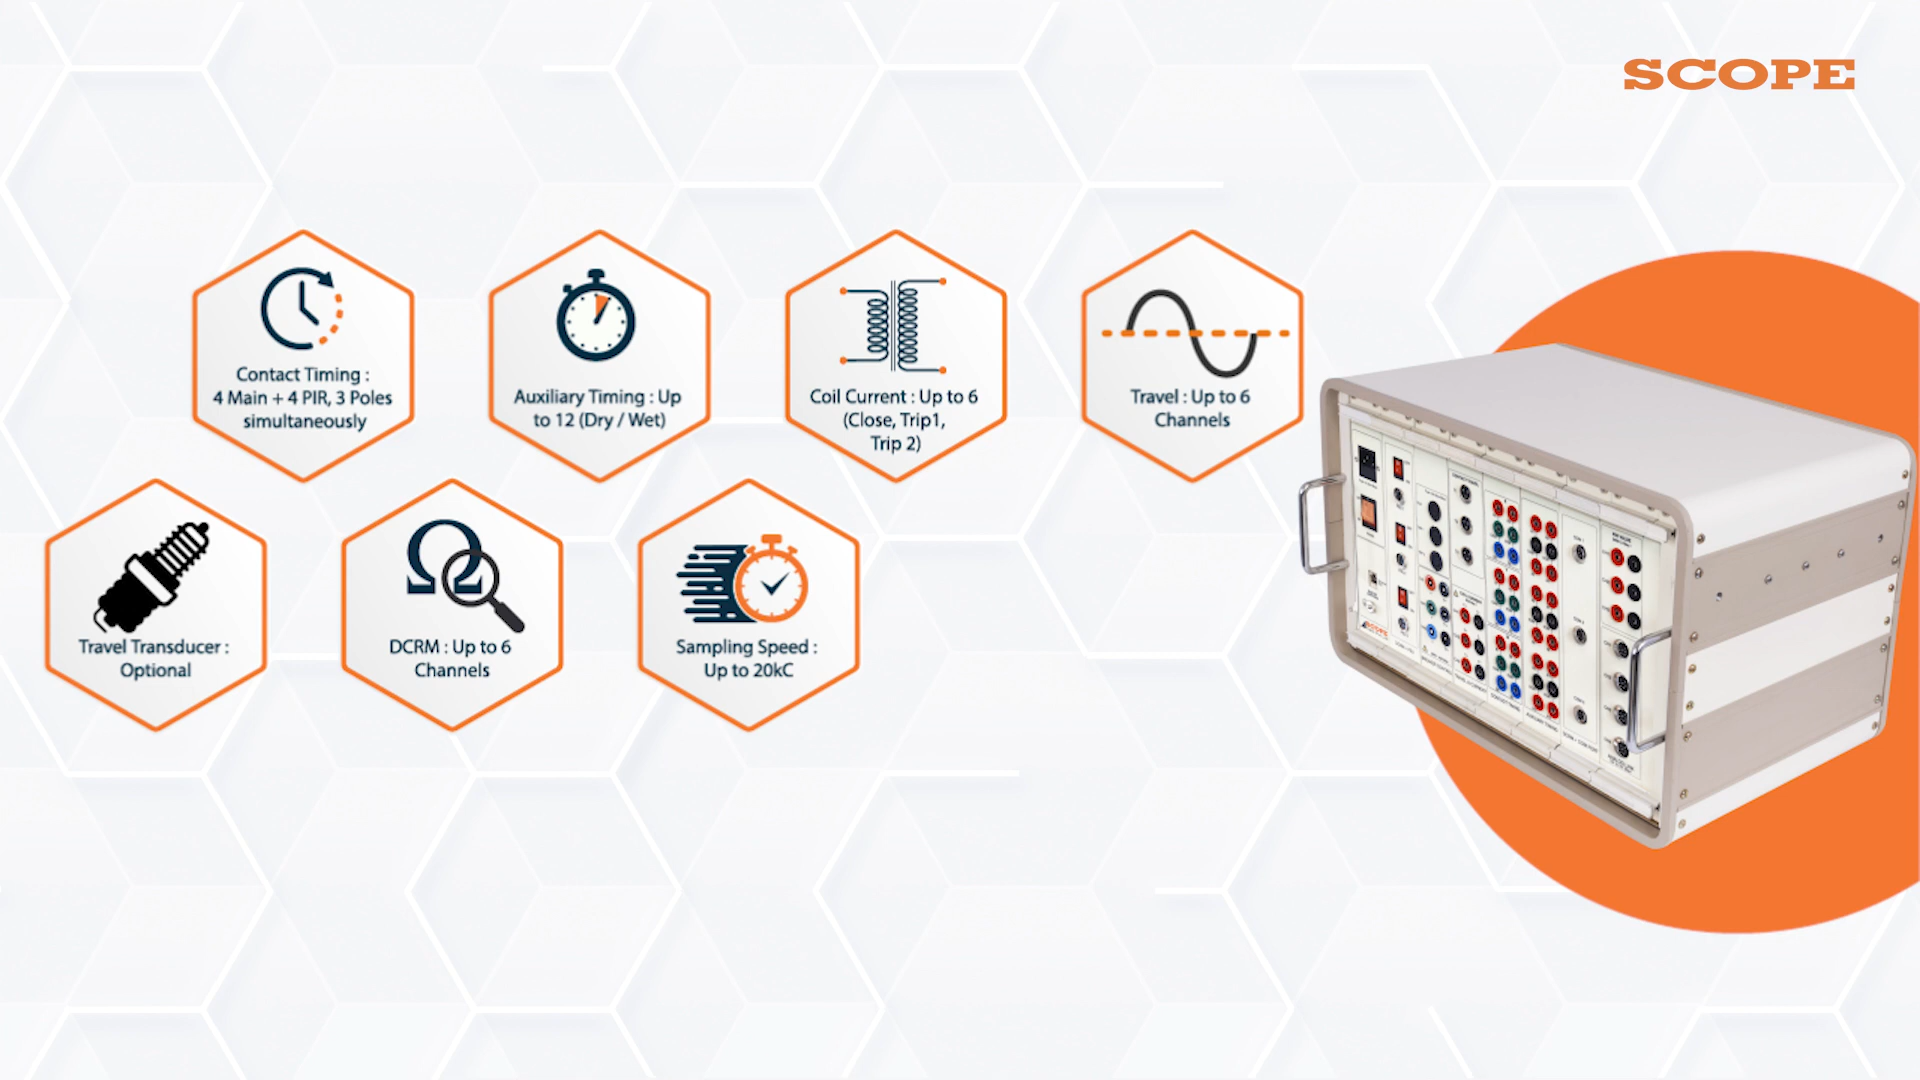 SCOPE
Contact Timing :
4 Main + 4 PIR, 3 Poles
simultaneously
Auxiliary Timing : Up
to 12 (Dry / Wet)
Coil Current : Up to 6
(Close, Trip1,
Trip 2)
Travel : Up to 6
Channels
Travel Transducer :
Optional
DCRM : Up to 6
Channels
Sampling Speed :
Up to 20kC
SCOPE